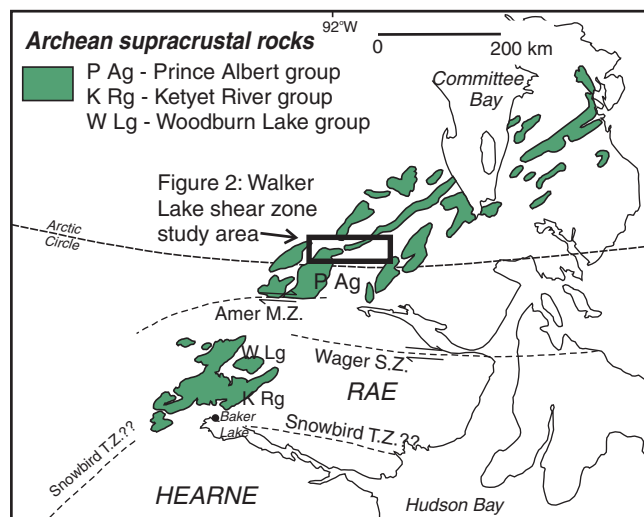 92°W
Archean supracrustal rocks
0 200 km
P Ag - Prince Albert group
K Rg - Ketyet River group
W Lg - Woodburn Lake group
Committee
Bay
Figure 2: Walker
Lake shear zone
study area
Arctic
Circle
P Ag
Amer M.Z.
W Lg
Wager S.Z.
RAE
K Rg
Baker
Lake
Snowbird T.Z.??
Snowbird T.Z.??
HEARNE
Hudson Bay